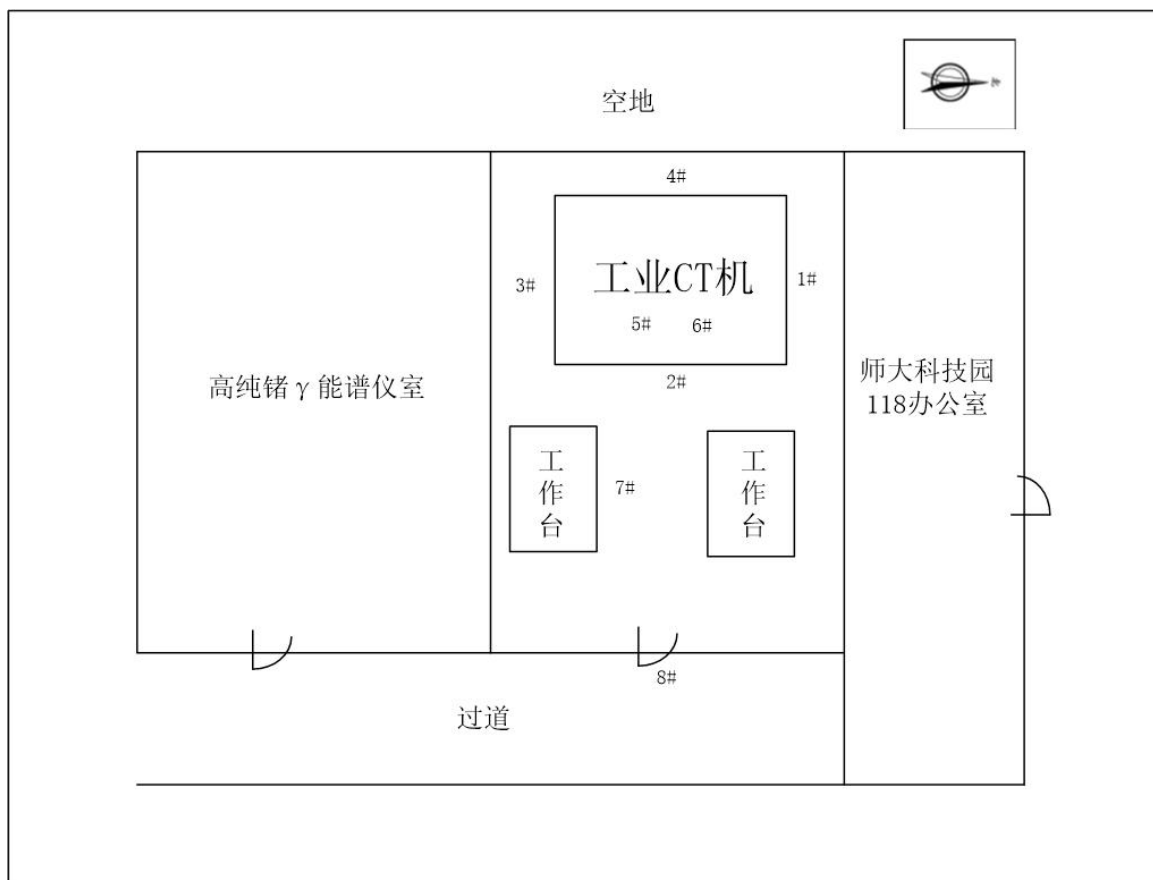 空地
北
4#
工业CT机
3#
1#
5#
6#
2#
高纯锗γ能谱仪室
师大科技园
118办公室
工作台
7#
工作台
8#
过道